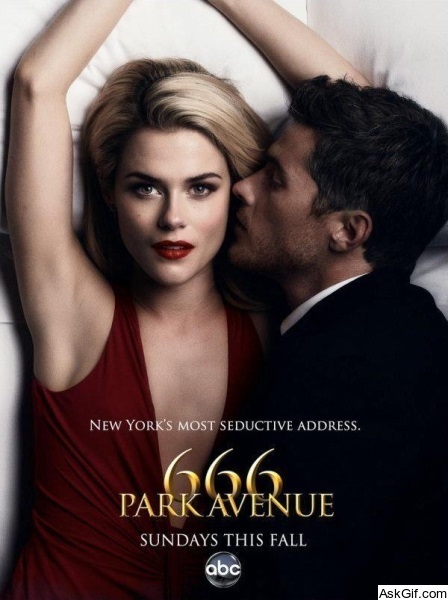 NEW YORK'S MOST SEDUCTIVE ADDRESS.
666
PARK AVENUE
SUNDAYS THIS FALL
abc
AskGif.com